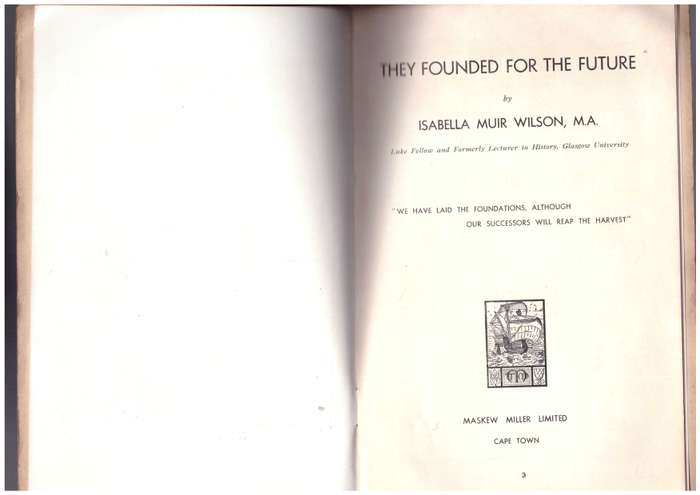 THEY FOUNDED FOR THE FUTURE
by
ISABELLA MUIR WILSON, M.A.
Luke Fellow and Formerly Lecturer in History, Glasgow University
"WE HAVE LAID THE FOUNDATIONS, ALTHOUGH
OUR SUCCESSORS WILL REAP THE HARVEST"
MASKEW MILLER LIMITED
CAPE TOWN
3